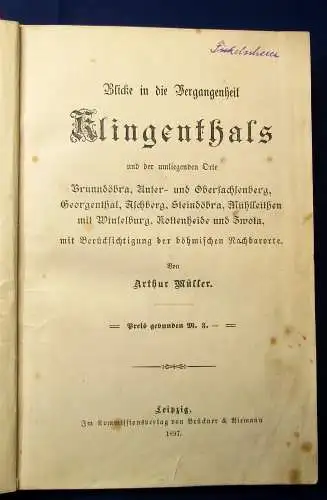 Blicke in die Vergangenheit
Klingenthals
und der umliegenden Orte
Brunndöbra, Unter- und Obersachsenberg,
Georgenthal, Aschberg, Steindöbra, Mühlleithen
mit Winselburg, Kottenheide und Zwota,
mit Berücksichtigung der böhmischen Nachbarorte.
Von
Arthur Müller.
Preis gebunden M. 3.
Leipzig.
Im Kommissionsverlag von Brückner & Niemann
1897.